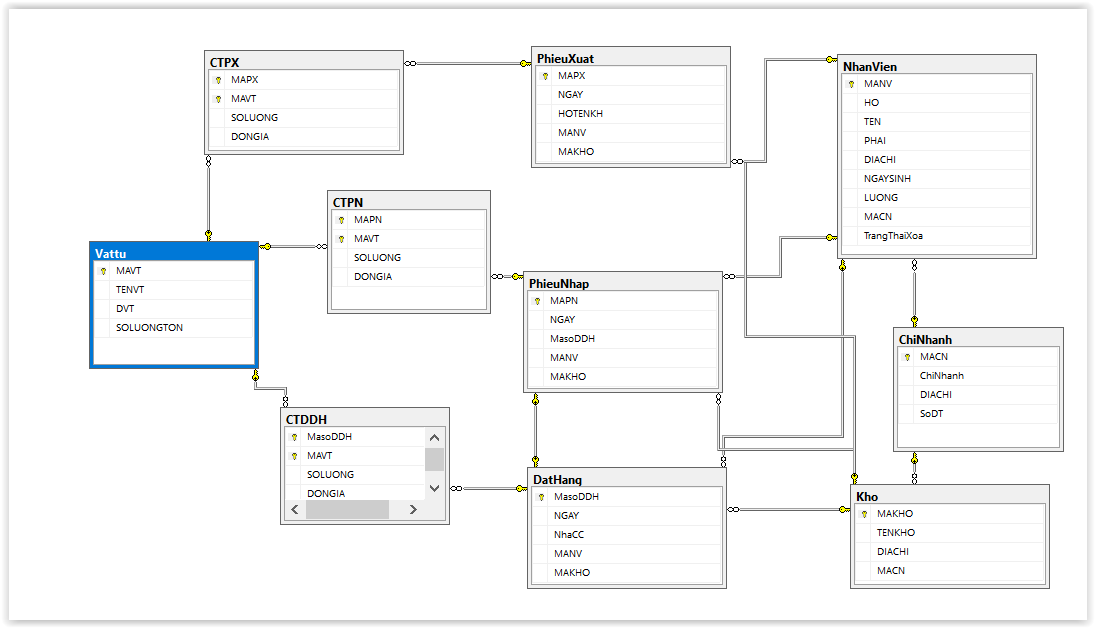 CTPX
MAPX
MAVT
SOLUONG
DONGIA
PhieuXuat
MAPX
NGAY
HOTENKH
MANV
MAKHO
NhanVien
MANV
HO
TEN
PHAI
DIACHI
NGAYSINH
LUONG
MACN
TrangThaiXoa
CTPN
MAPN
MAVT
SOLUONG
DONGIA
Vattu
MAVT
TENVT
DVT
SOLUONGTON
PhieuNhap
MAPN
NGAY
MasoDDH
MANV
MAKHO
ChiNhanh
MACN
ChiNhanh
DIACHI
SoDT
CTDDH
MasoDDH
MAVT
SOLUONG
DONGIA
DatHang
MasoDDH
NGAY
NhaCC
MANV
MAKHO
Kho
MAKHO
TENKHO
DIACHI
MACN